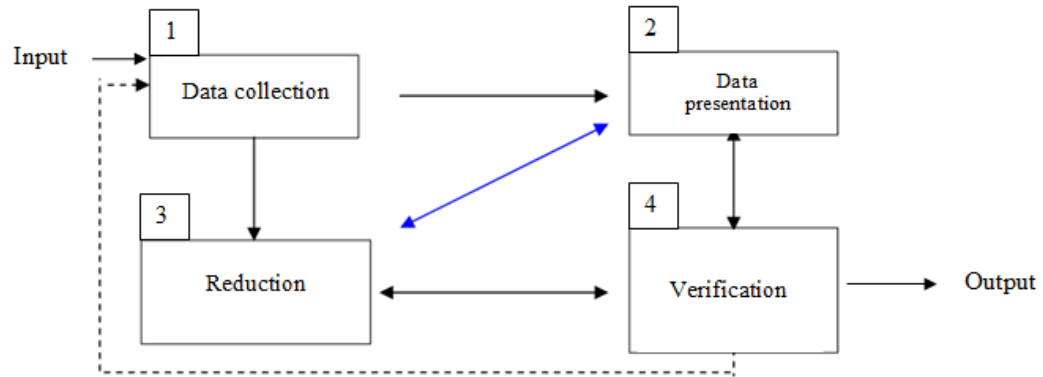 1
2
Input
Data collection
Data
presentation
3
4
Reduction
Verification
Output